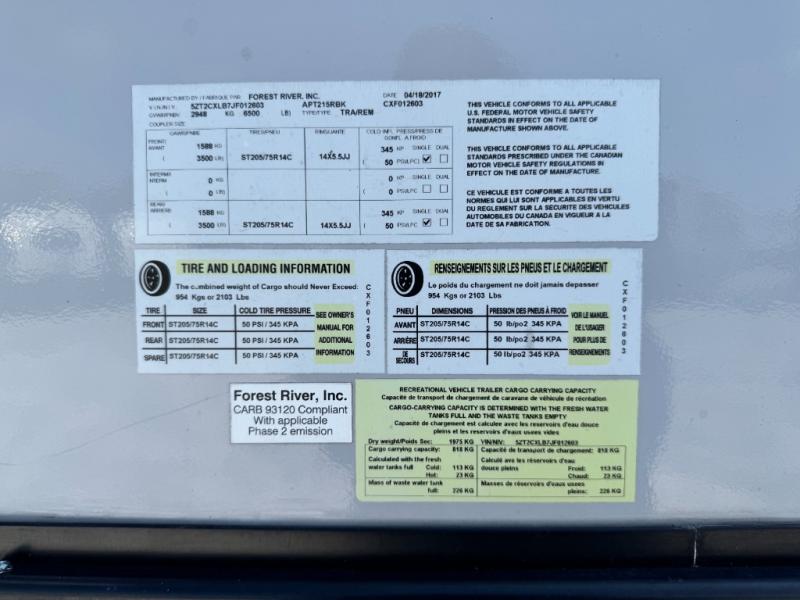 MANUFACTURED BY / FABRIQUE PAR FOREST RIVER, INC. DATE 04/18/2017
V.I.N./N.I.V.: 5ZT2CXLB7JF012603 APT215RBK CXF012603
GVWR/PNBV 2948 KG 6500 LB) TYPE/TYPE: TRA/REM
COUPLER SIZE
GAWR/PNBE TIRES/PNEU RIM/JANTE COLD INFL. PRESS/PRESS DE GONFL. A FROID
FRONT/ AVANT 1588 KG 345 KP SINGLE DUAL
( 3500 LB) ST205/75R14C 14X5.5JJ ( 50 PSI/LPC)
INTERMID INTERM 0 KG 0 KP SINGLE DUAL
( 0 LB) ( 0 PSI/LPC
REAR/ ARRIERE 1588 KG 345 KP SINGLE DUAL
( 3500 LB) ST205/75R14C 14X5.5JJ ( 50 PSI/LPC
THIS VEHICLE CONFORMS TO ALL APPLICABLE
U.S. FEDERAL MOTOR VEHICLE SAFETY
STANDARDS IN EFFECT ON THE DATE OF
MANUFACTURE SHOWN ABOVE.
THIS VEHICLE CONFORMS TO ALL APPLICABLE
STANDARDS PRESCRIBED UNDER THE CANADIAN
MOTOR VEHICLE SAFETY REGULATIONS IN
EFFECT ON THE DATE OF MANUFACTURE.
CE VEHICULE EST CONFORME A TOUTES LES
NORMES QUI LUI SONT APPLICABLES EN VERTU
DU REGLEMENT SUR LA SECURITE DES VEHICULES
AUTOMOBILES DU CANADA EN VIGUEUR A LA
DATE DE SA FABRICATION.
TIRE AND LOADING INFORMATION
The combined weight of Cargo should Never Exceed:
954 Kgs or 2103 Lbs
TIRE SIZE COLD TIRE PRESSURE
FRONT ST205/75R14C 50 PSI / 345 KPA
REAR ST205/75R14C 50 PSI / 345 KPA
SPARE ST205/75R14C 50 PSI / 345 KPA
SEE OWNER'S
MANUAL FOR
ADDITIONAL
INFORMATION
CXF012603
RENSEIGNEMENTS SUR LES PNEUS ET LE CHARGEMENT
Le poids du chargement ne doit jamais depasser
954 Kgs or 2103 Lbs
PNEU DIMENSIONS PRESSION DES PNEUS À FROID
AVANT ST205/75R14C 50 lb/po2 345 KPA
ARRIÈRE ST205/75R14C 50 lb/po2 345 KPA
DE SECOURS ST205/75R14C 50 lb/po2 345 KPA
VOIR LE MANUEL
DE L'USAGER
POUR PLUS DE
RENSEIGNEMENTS
CXF012603
Forest River, Inc.
CARB 93120 Compliant
With applicable
Phase 2 emission
RECREATIONAL VEHICLE TRAILER CARGO CARRYING CAPACITY
Capacité de transport de chargement de caravane de véhicule de récréation
CARGO-CARRYING CAPACITY IS DETERMINED WITH THE FRESH WATER
TANKS FULL AND THE WASTE TANKS EMPTY
Capacité de chargement est calculée avec les réservoirs d'eau douce
pleins et les reservoirs d'eaux usees vides
Dry weight/Poids Sec: 1975 KG VIN/NIV: 5ZT2CXLB7JF012603
Cargo carrying capacity: 818 KG Capacité de transport de chargement: 818 KG
Calculated with the fresh Calculé avec les réservoirs d'eau
water tanks full Cold: 113 KG douce pleins Froid: 113 KG
Hot: 23 KG Chaud: 23 KG
Mass of waste water tank Masses de réservoirs d'eaux usees
full: 226 KG pleins: 226 KG